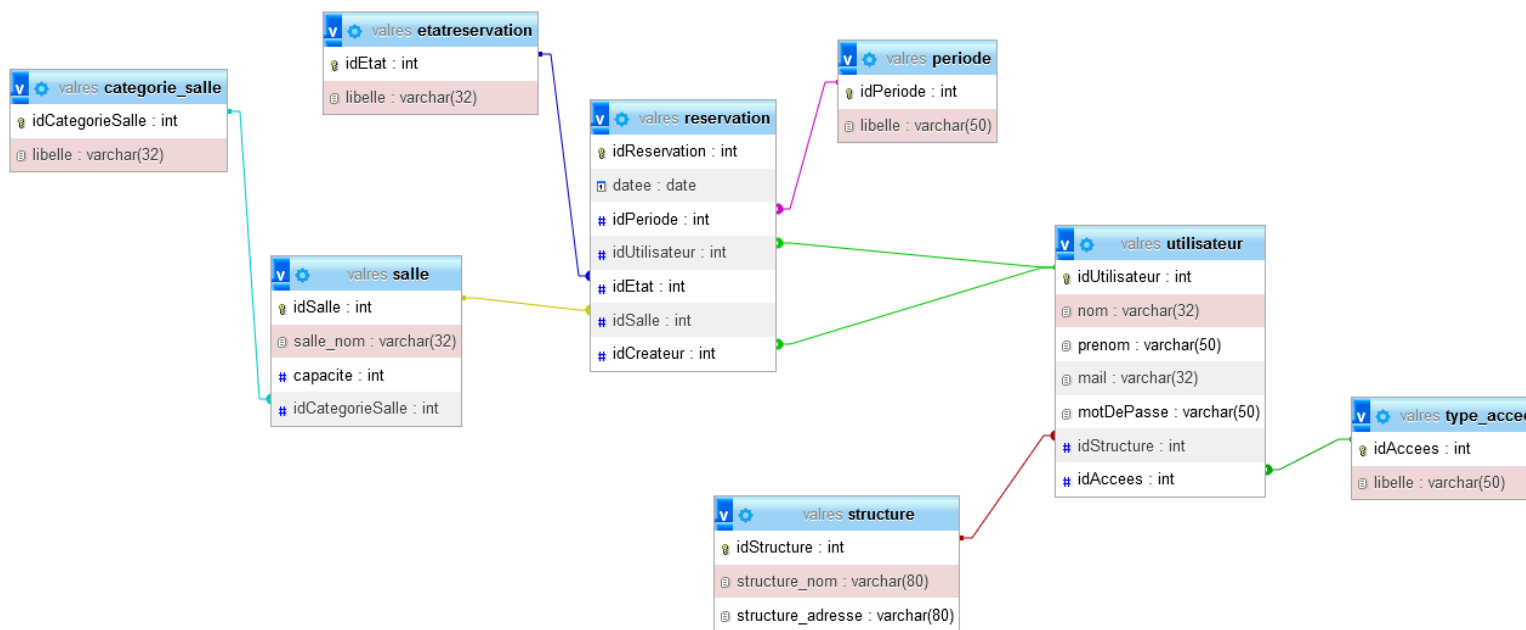 valres etatreservation
idEtat : int
libelle : varchar(32)
valres categorie_salle
idCategorieSalle : int
libelle : varchar(32)
valres periode
idPeriode : int
libelle : varchar(50)
valres reservation
idReservation : int
datee : date
idPeriode : int
idUtilisateur : int
idEtat : int
idSalle : int
idCreateur : int
valres salle
idSalle : int
salle_nom : varchar(32)
capacite : int
idCategorieSalle : int
valres utilisateur
idUtilisateur : int
nom : varchar(32)
prenom : varchar(50)
mail : varchar(32)
motDePasse : varchar(50)
idStructure : int
idAccees : int
valres type_accee
idAccees : int
libelle : varchar(50)
valres structure
idStructure : int
structure_nom : varchar(80)
structure_adresse : varchar(80)